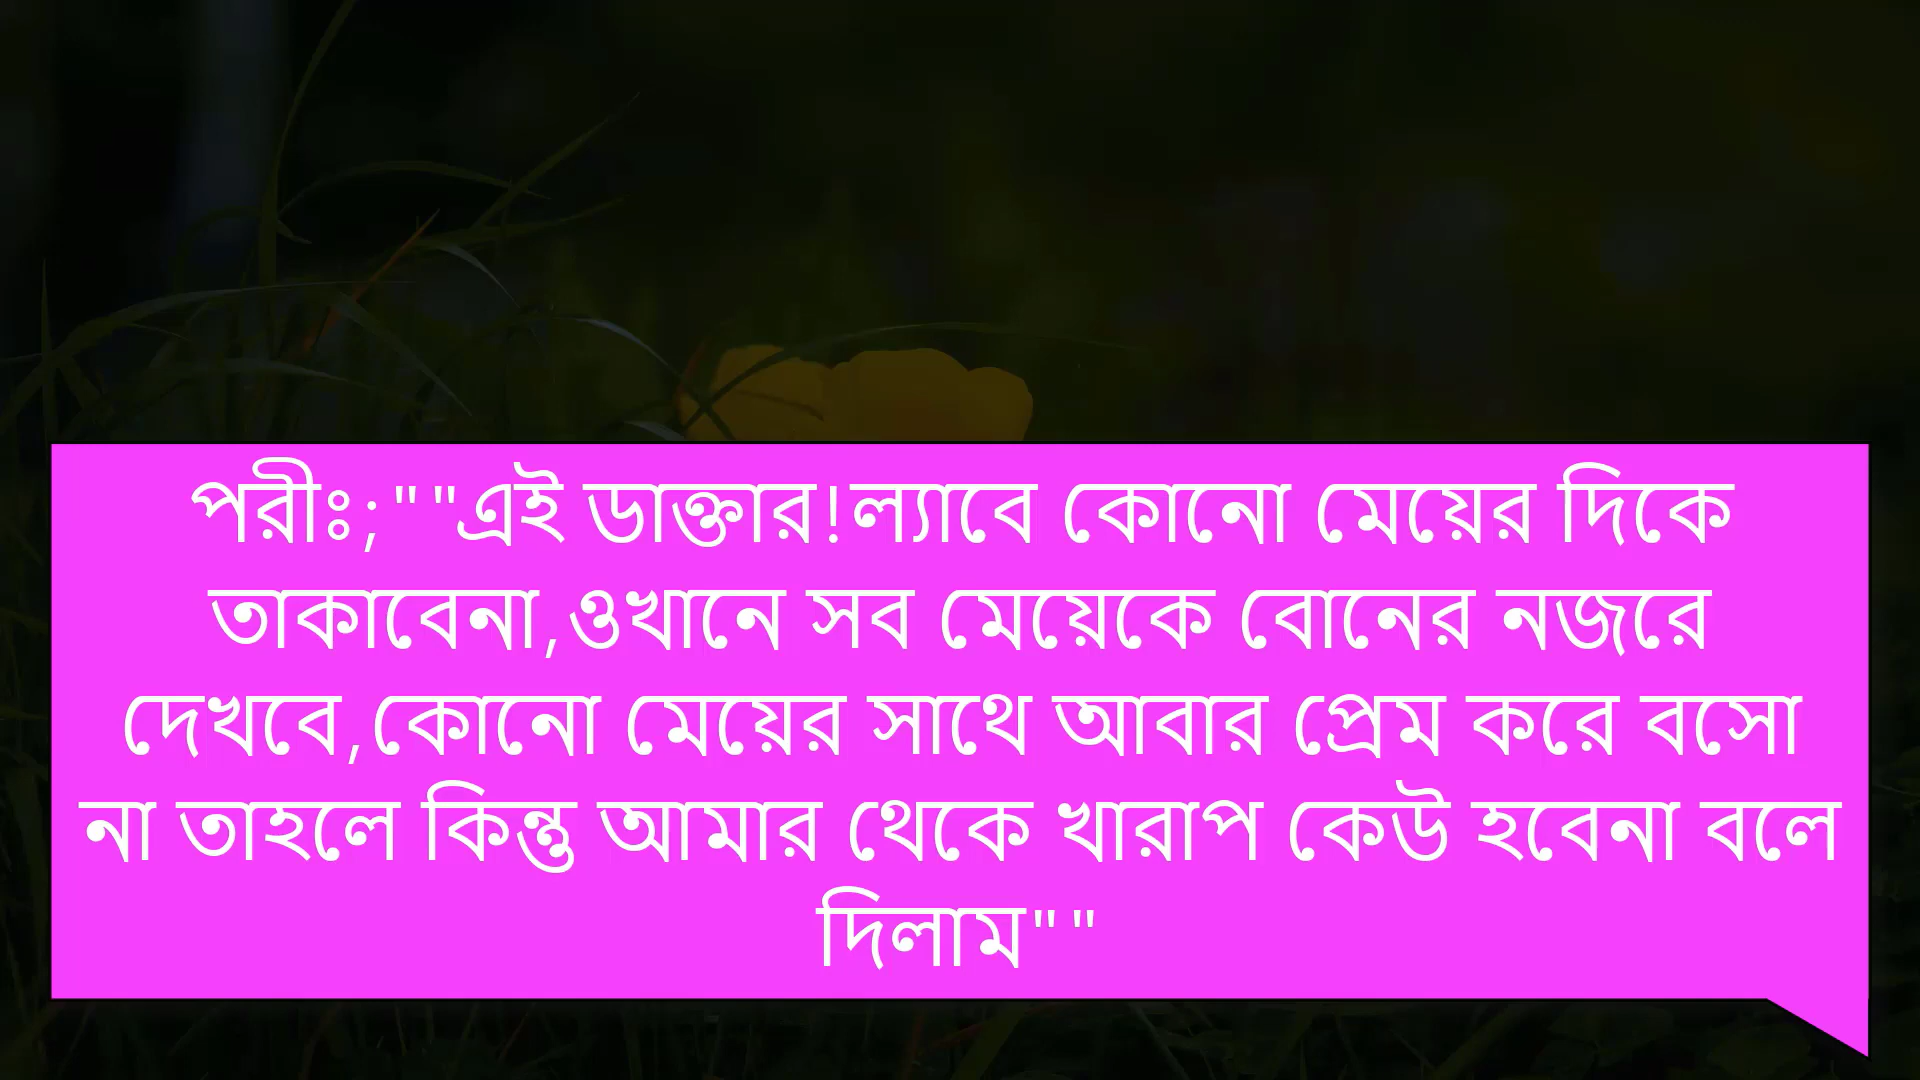 পরীঃ;""এই ডাক্তার!ল্যাবে কোনো মেয়ের দিকে
তাকাবেনা,ওখানে সব মেয়েকে বোনের নজরে
দেখবে,কোনো মেয়ের সাথে আবার প্রেম করে বসো
না তাহলে কিন্তু আমার থেকে খারাপ কেউ হবেনা বলে
দিলাম""